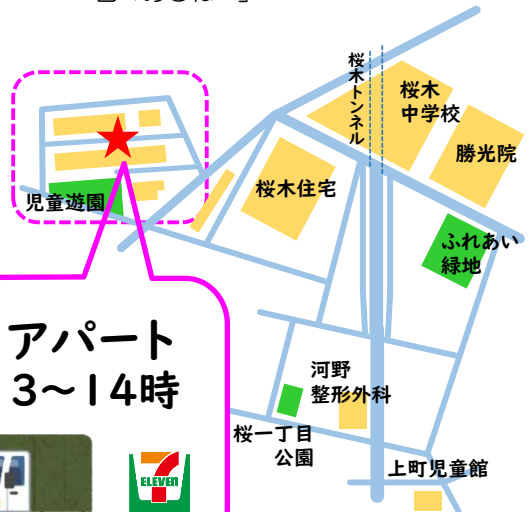 桜木トンネル
桜木
中学校
勝光院
桜木住宅
児童遊園
ふれあい
緑地
アパート
3〜14時
河野
整形外科
桜一丁目
公園
上町児童館
7
ELEVEN